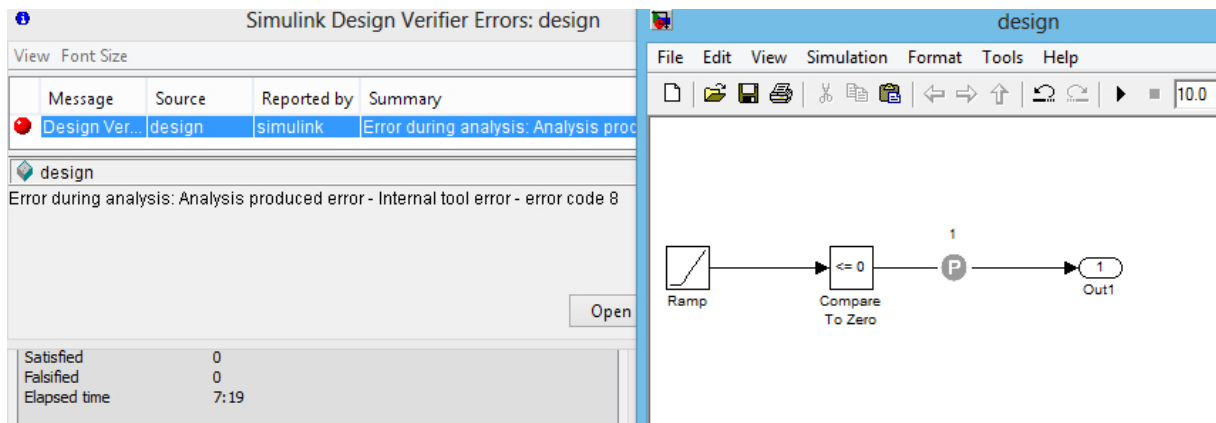 Simulink Design Verifier Errors: design
View Font Size
Message Source Reported by Summary
Design Ver... design simulink Error during analysis: Analysis proc
design
Error during analysis: Analysis produced error - Internal tool error - error code 8
Open
Satisfied 0
Falsified 0
Elapsed time 7:19
design
File Edit View Simulation Format Tools Help
10.0
1
<= 0
P
1
Ramp
Compare
To Zero
Out1